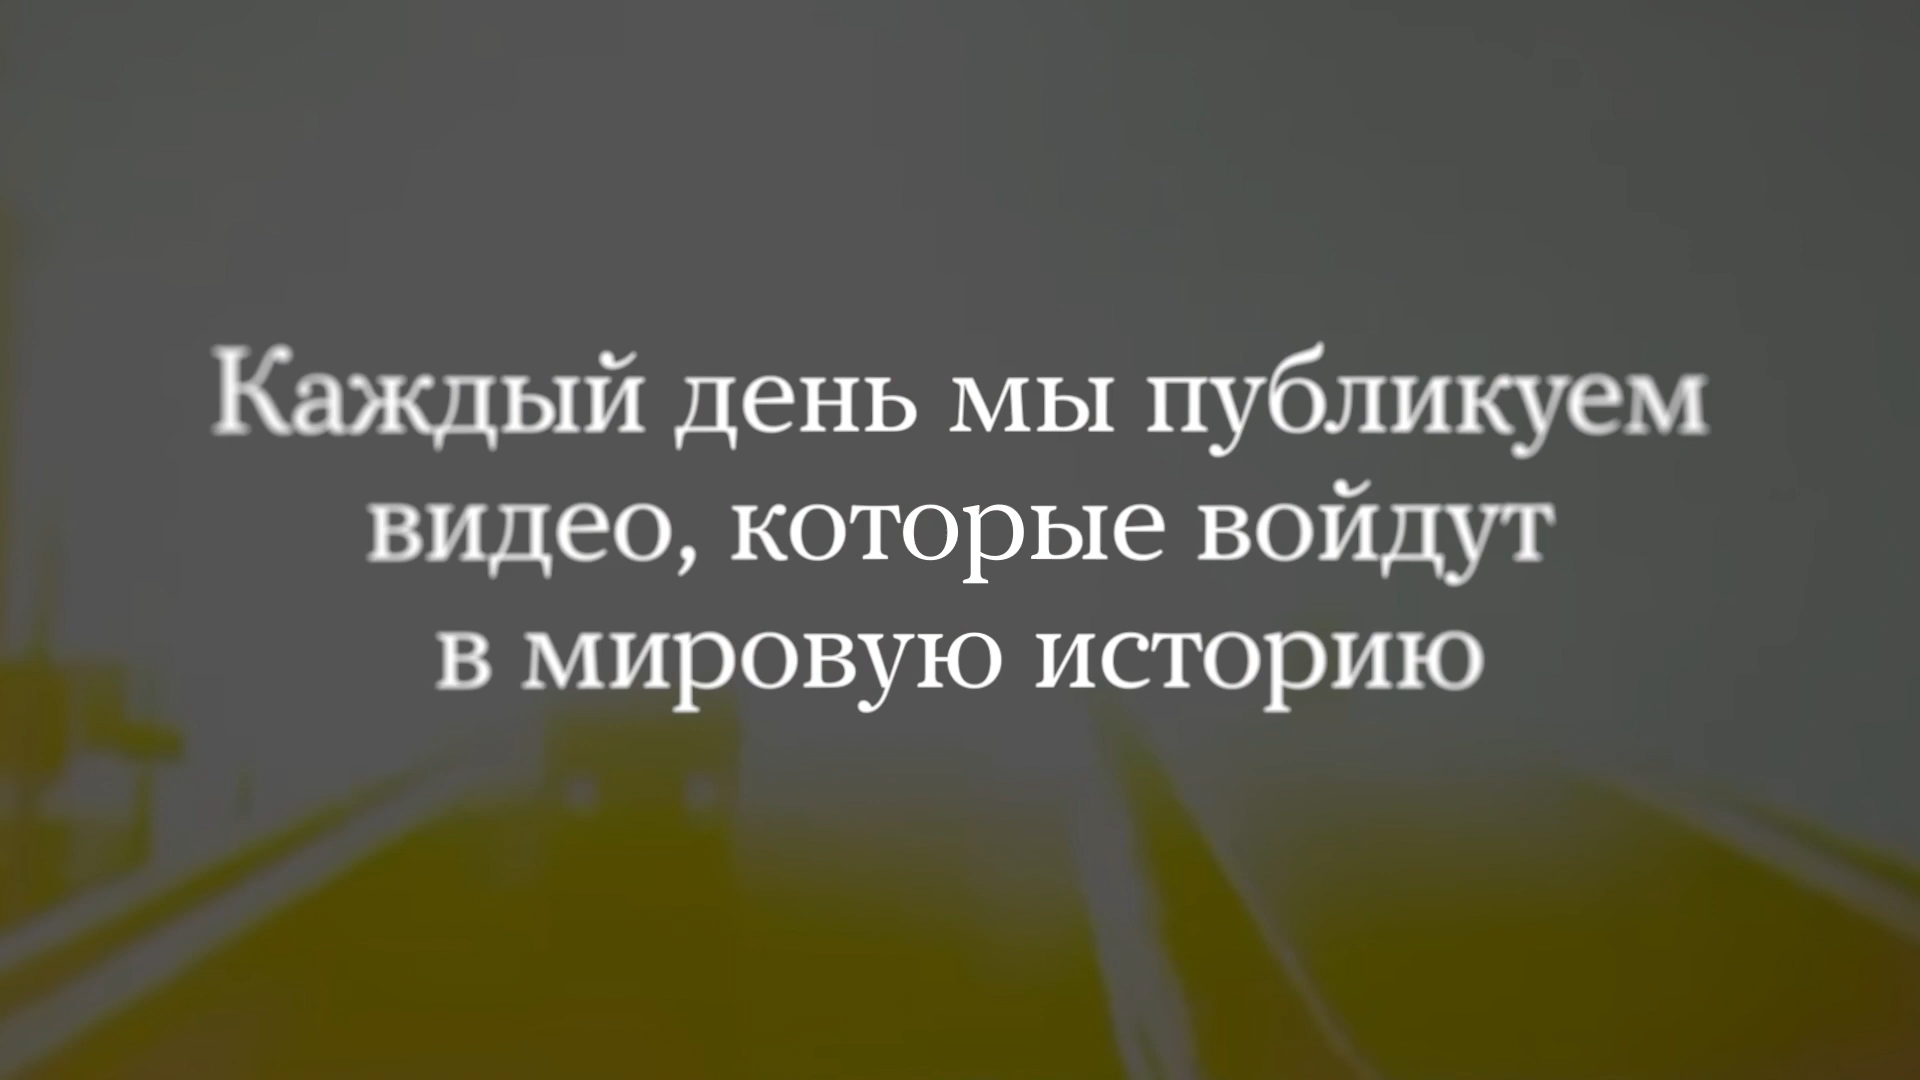 Каждый день мы публикуем
видео, которые войдут
в мировую историю